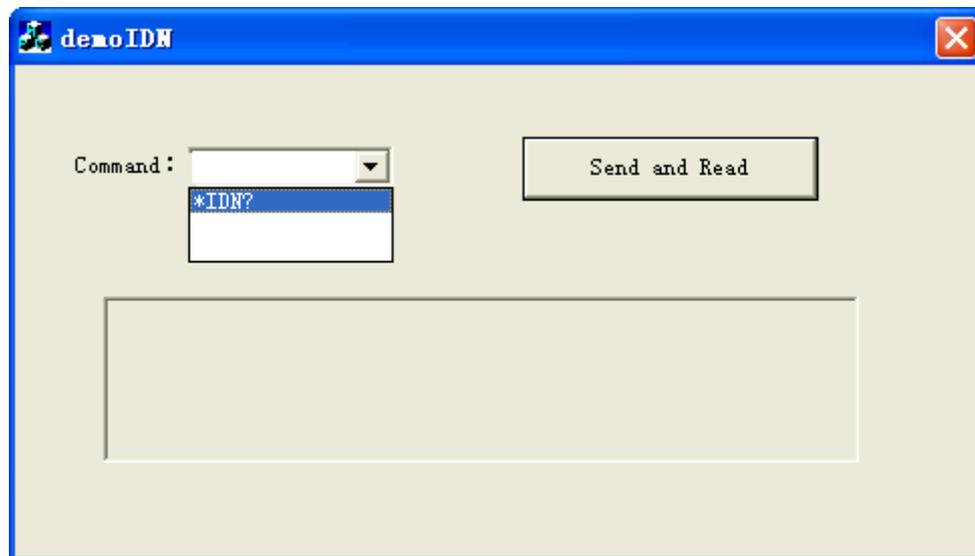 demoIDN
Command：
Send and Read
*IDN?